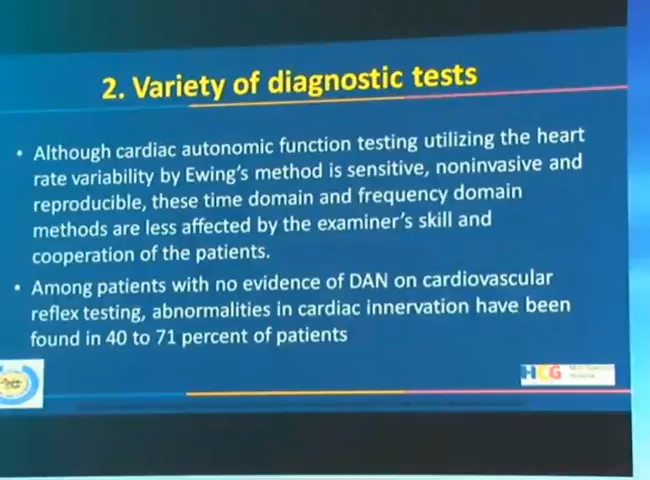 2. Variety of diagnostic tests
• Although cardiac autonomic function testing utilizing the heart
rate variability by Ewing's method is sensitive, noninvasive and
reproducible, these time domain and frequency domain
methods are less affected by the examiner's skill and
cooperation of the patients.
• Among patients with no evidence of DAN on cardiovascular
reflex testing, abnormalities in cardiac innervation have been
found in 40 to 71 percent of patients
HCG